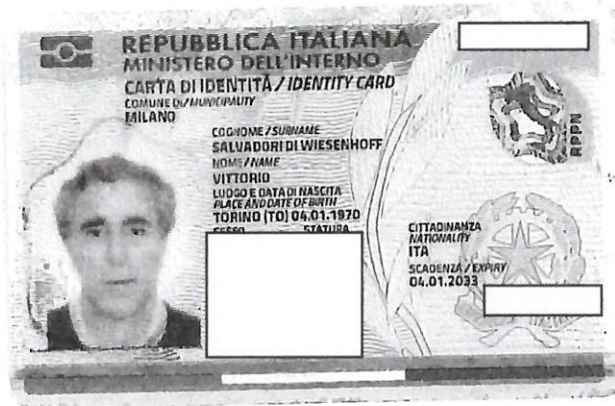 REPUBBLICA ITALIANA
MINISTERO DELL'INTERNO
CARTA DI IDENTITÀ / IDENTITY CARD
COMUNE DI / MUNICIPALITY
MILANO
COGNOME / SURNAME
SALVADORI DI WIESENHOFF
NOME / NAME
VITTORIO
LUOGO E DATA DI NASCITA
PLACE AND DATE OF BIRTH
TORINO (TO) 04.01.1970
SESSO STATURA
CITTADINANZA
NATIONALITY
ITA
SCADENZA / EXPIRY
04.01.2033
RPPN